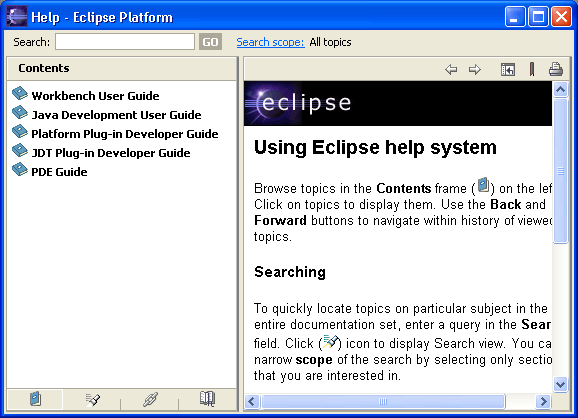 Help - Eclipse Platform
Search: GO Search scope: All topics
Contents
Workbench User Guide
Java Development User Guide
Platform Plug-in Developer Guide
JDT Plug-in Developer Guide
PDE Guide
eclipse
Using Eclipse help system
Browse topics in the Contents frame ( ) on the lef
Click on topics to display them. Use the Back and
Forward buttons to navigate within history of viewed
topics.
Searching
To quickly locate topics on particular subject in the
entire documentation set, enter a query in the Sear
field. Click ( ) icon to display Search view. You ca
narrow scope of the search by selecting only sectio
that you are interested in.